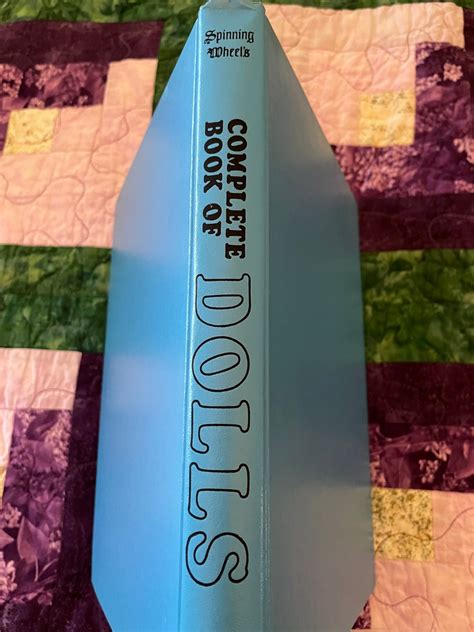 Spinning
Wheel's
COMPLETE
BOOK OF
DOLLS